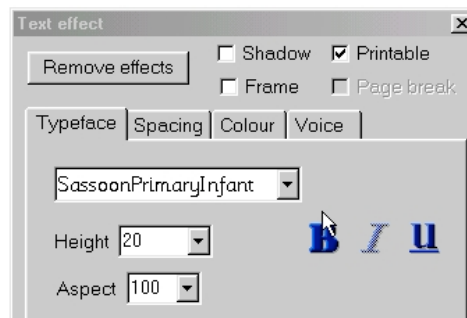 Text effect
Remove effects
Shadow
Printable
Frame
Page break
Typeface Spacing Colour Voice
SassoonPrimaryInfant
Height 20
B I u
Aspect 100